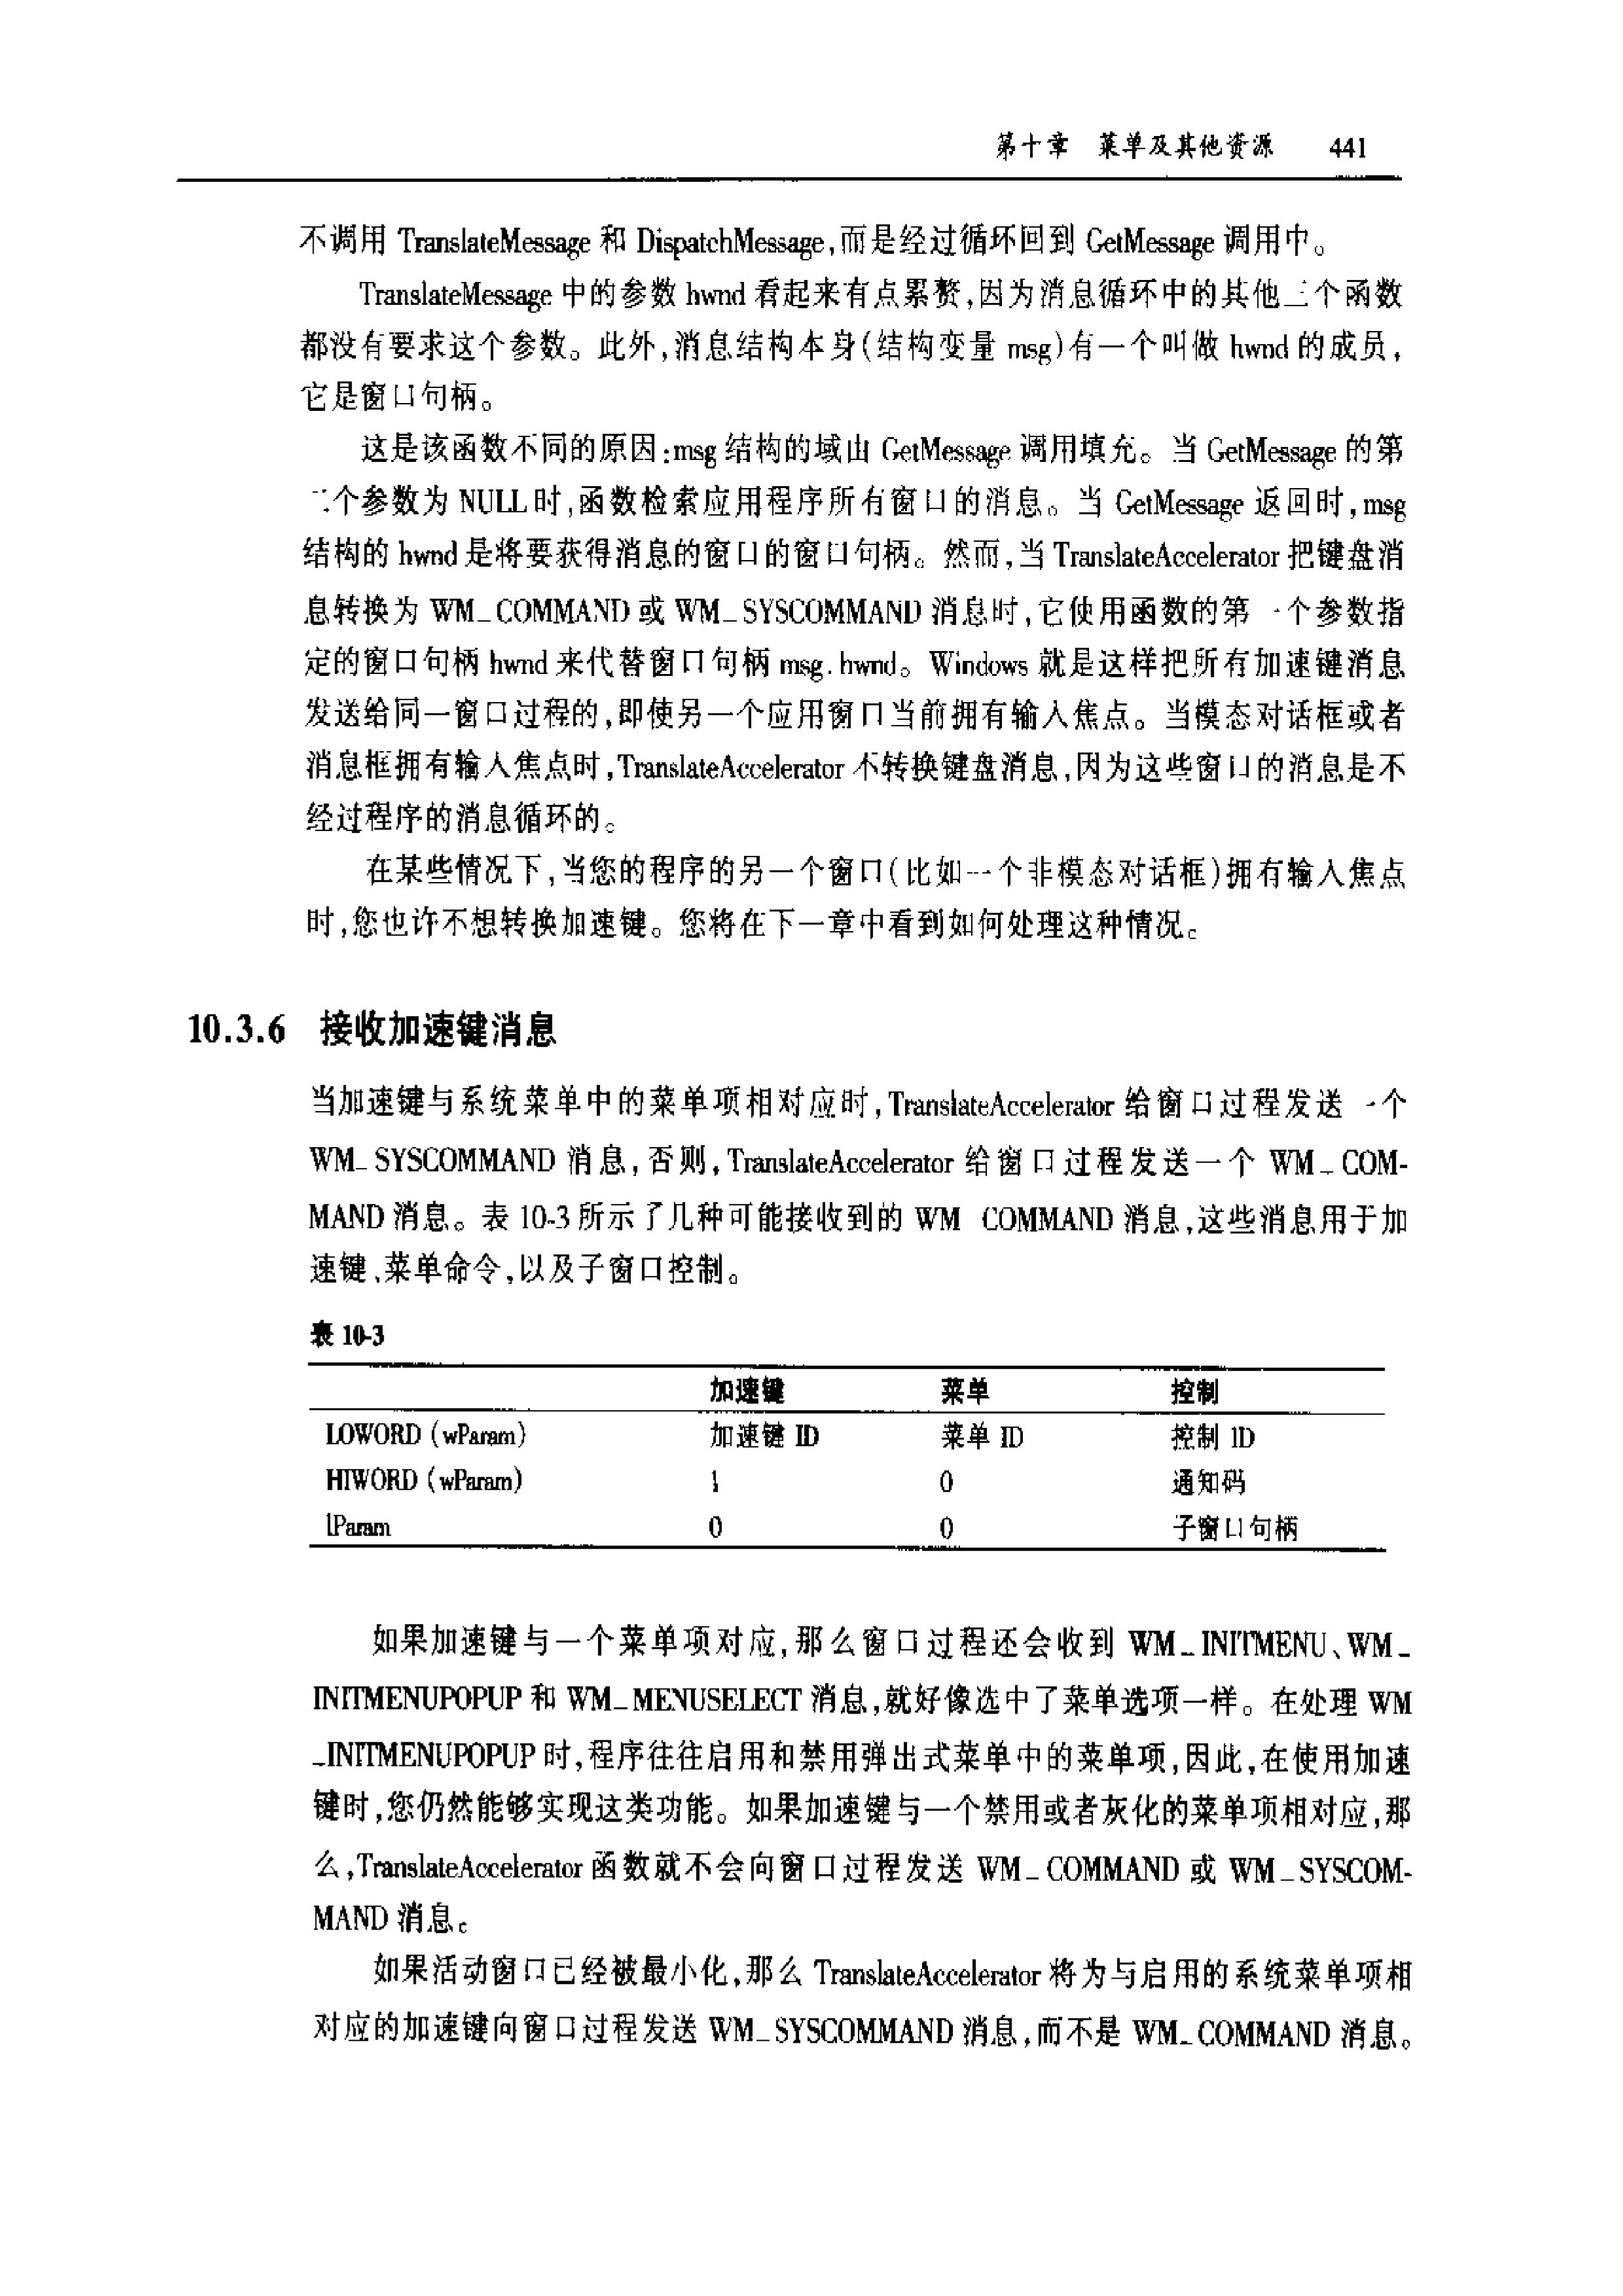 第十章 菜单及其他资源 441
不调用 TranslateMessage 和 DispatchMessage,而是经过循环回到 GetMessage 调用中。
TranslateMessage 中的参数 hwnd 看起来有点累赘,因为消息循环中的其他三个函数
都没有要求这个参数。此外,消息结构本身(结构变量 msg)有一个叫做 hwnd 的成员,
它是窗口句柄。
这是该函数不同的原因:msg 结构的域由 GetMessage 调用填充。当 GetMessage 的第
二个参数为 NULL 时,函数检索应用程序所有窗口的消息。当 GetMessage 返回时,msg
结构的 hwnd 是将要获得消息的窗口的窗口句柄。然而,当 TranslateAccelerator 把键盘消
息转换为 WM_COMMAND 或 WM_SYSCOMMAND 消息时,它使用函数的第一个参数指
定的窗口句柄 hwnd 来代替窗口句柄 msg.hwnd。Windows 就是这样把所有加速键消息
发送给同一窗口过程的,即使另一个应用窗口当前拥有输入焦点。当模态对话框或者
消息框拥有输入焦点时,TranslateAccelerator 不转换键盘消息,因为这些窗口的消息是不
经过程序的消息循环的。
在某些情况下,当您的程序的另一个窗口(比如一个非模态对话框)拥有输入焦点
时,您也许不想转换加速键。您将在下一章中看到如何处理这种情况。
10.3.6 接收加速键消息
当加速键与系统菜单中的菜单项相对应时,TranslateAccelerator 给窗口过程发送一个
WM_SYSCOMMAND 消息,否则,TranslateAccelerator 给窗口过程发送一个 WM_COM-
MAND 消息。表 10-3 所示了几种可能接收到的 WM COMMAND 消息,这些消息用于加
速键、菜单命令,以及子窗口控制。
表 10-3
加速键 菜单 控制
LOWORD (wParam) 加速键 ID 菜单 ID 控制 ID
HIWORD (wParam) 1 0 通知码
lParam 0 0 子窗口句柄
如果加速键与一个菜单项对应,那么窗口过程还会收到 WM_INITMENU、WM_
INITMENUPOPUP 和 WM_MENUSELECT 消息,就好像选中了菜单选项一样。在处理 WM
_INITMENUPOPUP 时,程序往往启用和禁用弹出式菜单中的菜单项,因此,在使用加速
键时,您仍然能够实现这类功能。如果加速键与一个禁用或者灰化的菜单项相对应,那
么,TranslateAccelerator 函数就不会向窗口过程发送 WM_COMMAND 或 WM_SYSCOM-
MAND 消息。
如果活动窗口已经被最小化,那么 TranslateAccelerator 将为与启用的系统菜单项相
对应的加速键向窗口过程发送 WM_SYSCOMMAND 消息,而不是 WM_COMMAND 消息。